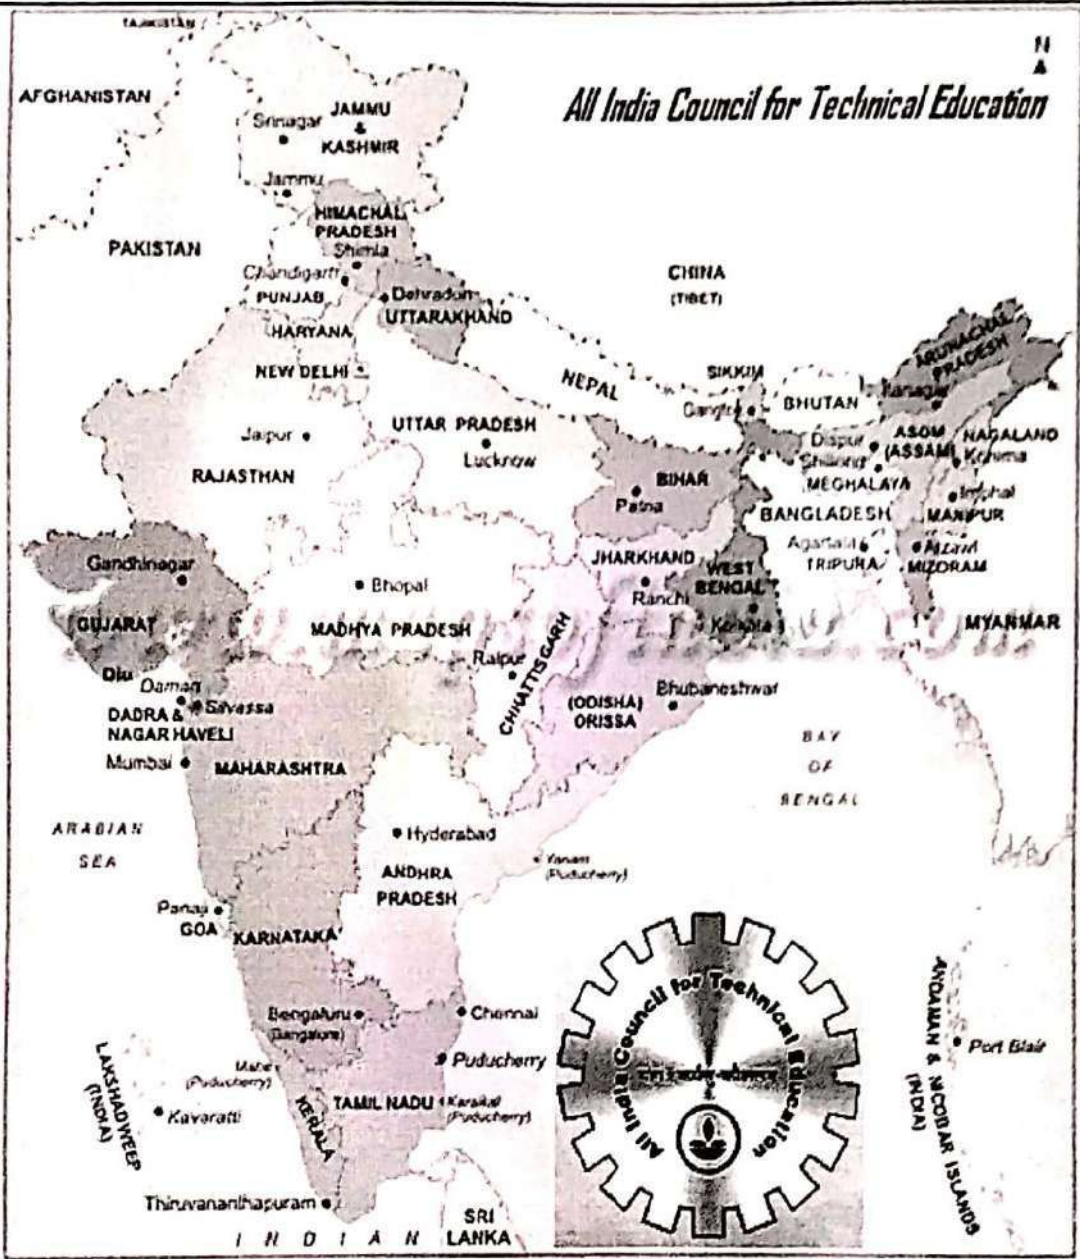 TAJIKISTAN
N
AFGHANISTAN
All India Council for Technical Education
JAMMU
&
KASHMIR
Srinagar
Jammu
HIMACHAL
PRADESH
Shimla
PAKISTAN
Chandigarh
PUNJAB
CHINA
(TIBET)
Dehradun
UTTARAKHAND
HARYANA
NEW DELHI
NEPAL
SIKKIM
Gangtok
BHUTAN
ARUNACHAL
PRADESH
Itanagar
UTTAR PRADESH
Lucknow
Jaipur
RAJASTHAN
BIHAR
Patna
Dispur
ASOM
(ASSAM)
NAGALAND
Kohima
Shillong
MEGHALAYA
Imphal
MANIPUR
BANGLADESH
Agartala
TRIPURA
Aizawl
MIZORAM
Gandhinagar
GUJARAT
Bhopal
MADHYA PRADESH
JHARKHAND
Ranchi
WEST
BENGAL
Kolkata
MYANMAR
Raipur
CHHATTISGARH
Diu
Daman
Silvassa
DADRA &
NAGAR HAVELI
Mumbai
MAHARASHTRA
(ODISHA)
ORISSA
Bhubaneshwar
BAY
OF
BENGAL
ARABIAN
SEA
Hyderabad
ANDHRA
PRADESH
Yanam
(Puducherry)
Panaji
GOA
KARNATAKA
Bengaluru
(Bangalore)
Chennai
Puducherry
Mahe
(Puducherry)
TAMIL NADU
Karaikal
(Puducherry)
KERALA
LAKSHADWEEP
(INDIA)
Kavaratti
Thiruvananthapuram
INDIAN
SRI
LANKA
All India Council for Technical Education
ANDAMAN & NICOBAR ISLANDS
(INDIA)
Port Blair